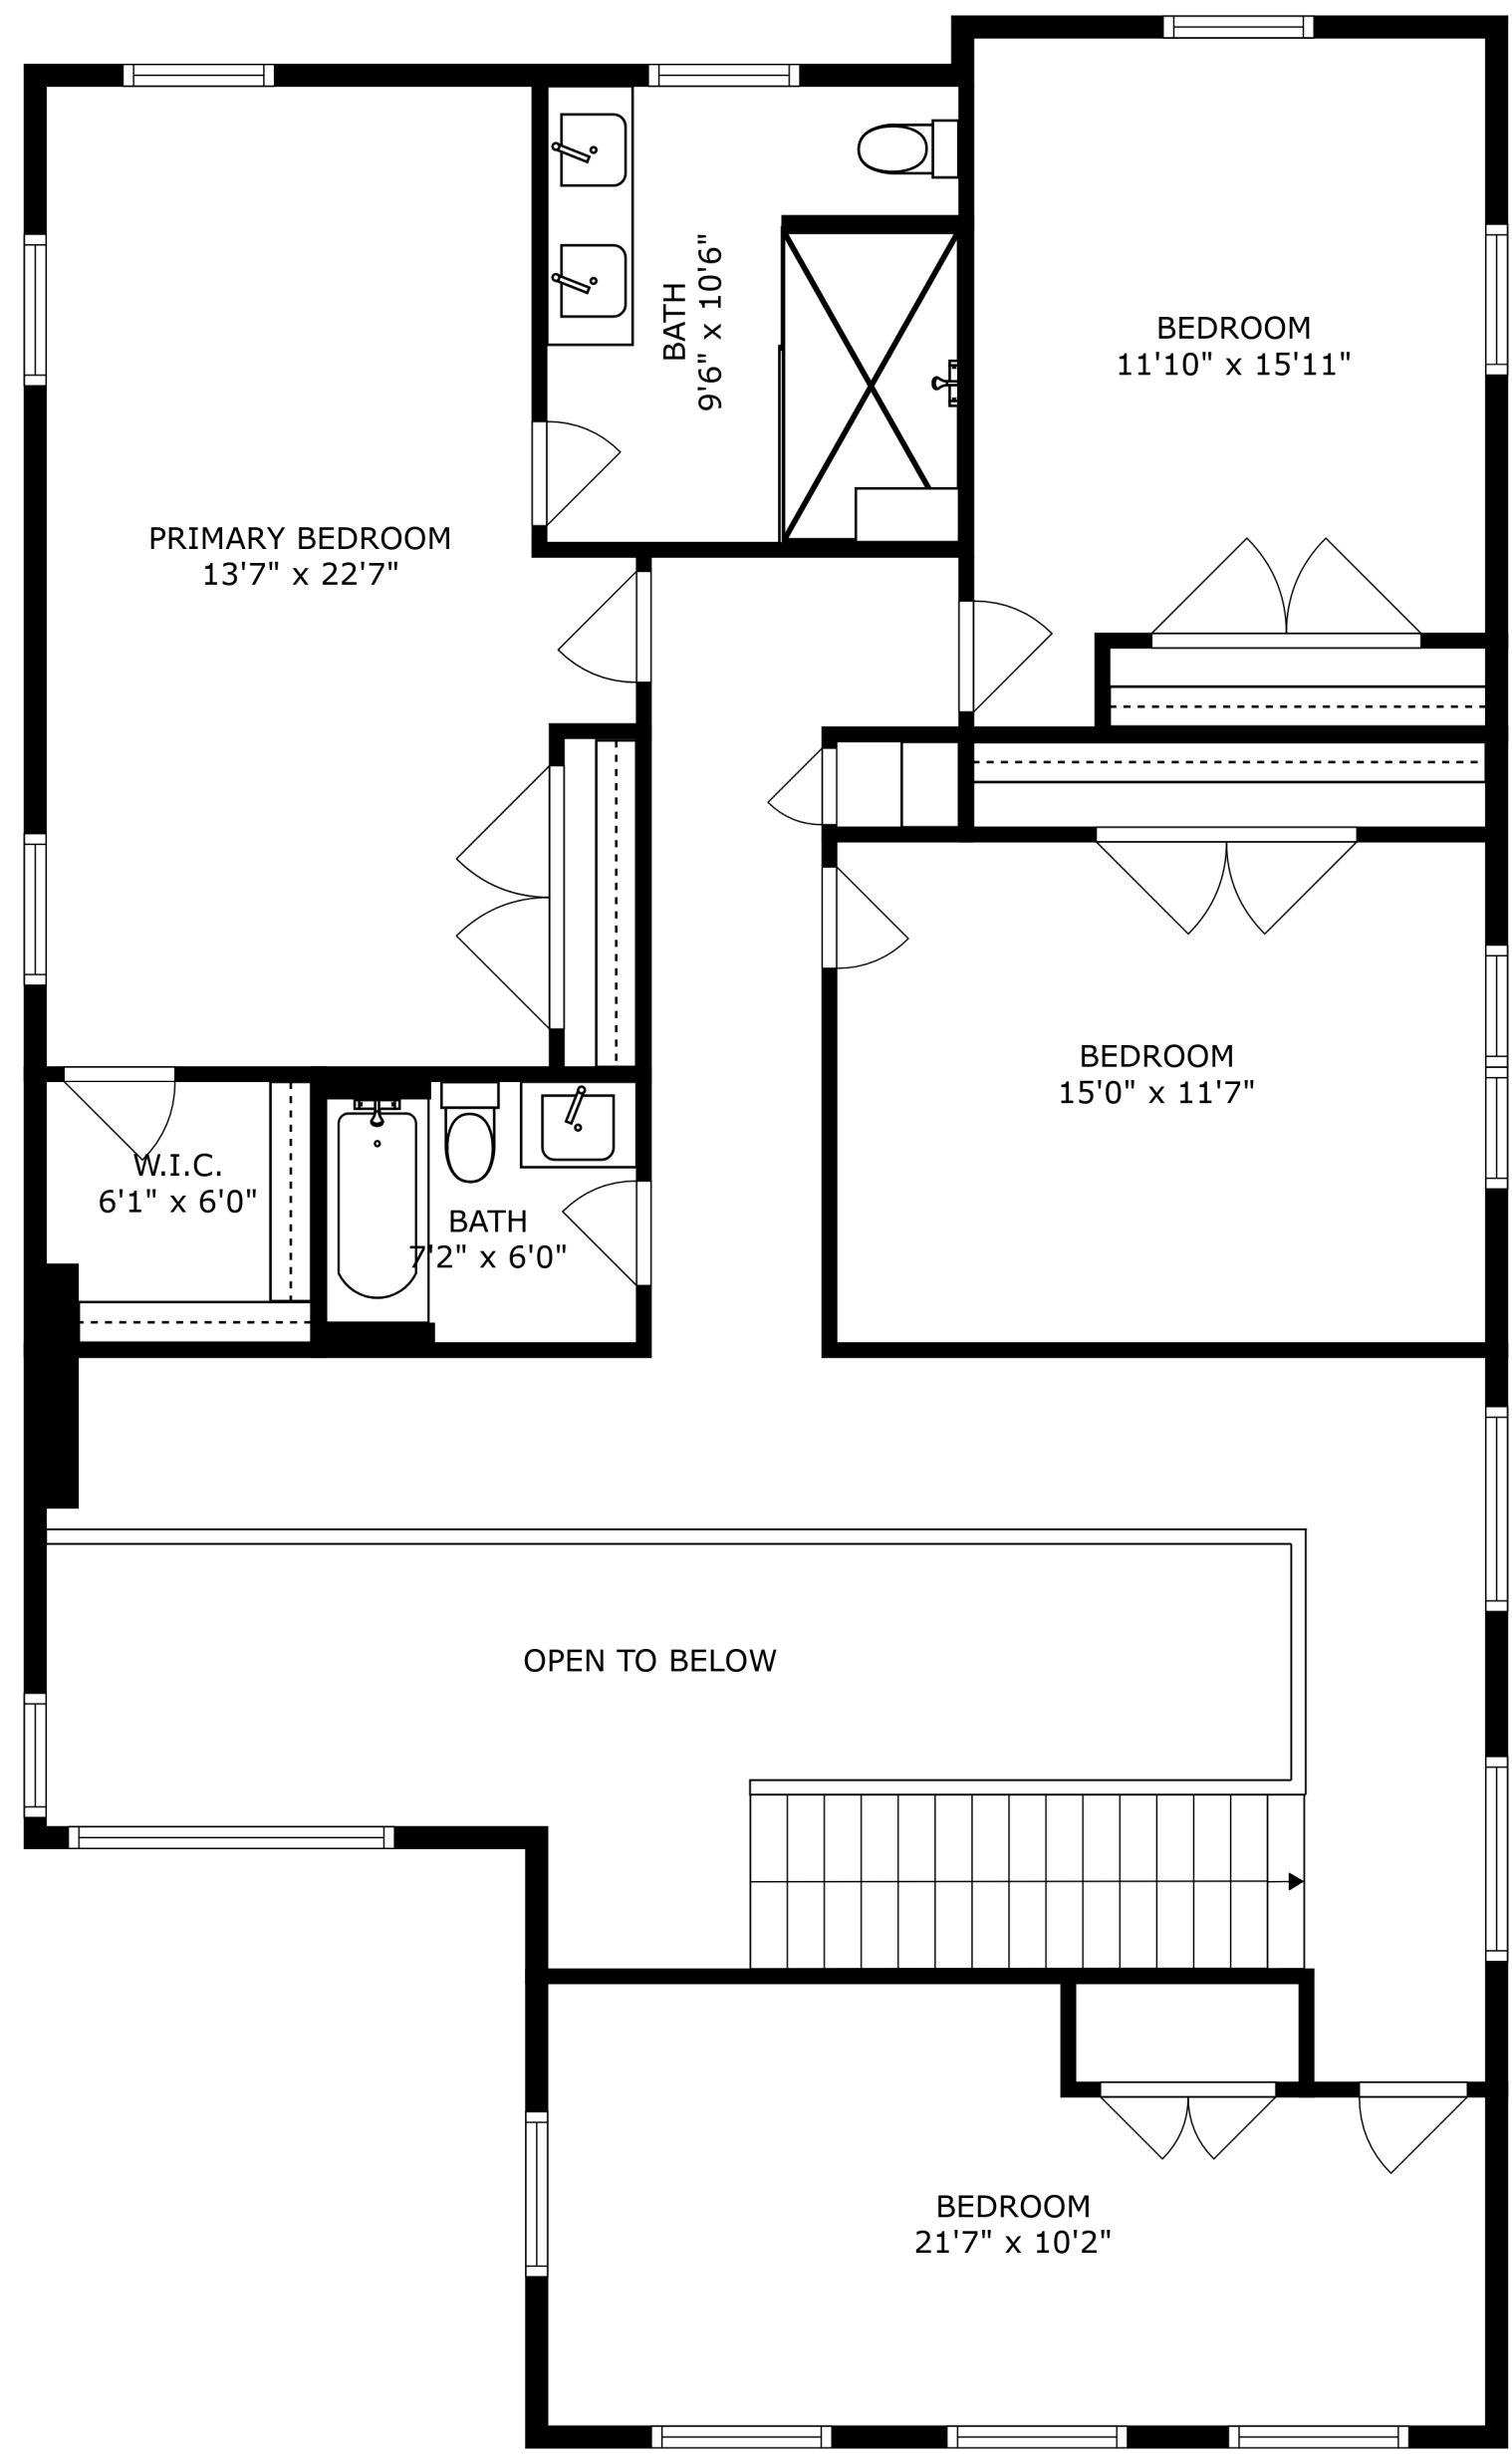 BATH
9'6" x 10'6"
BEDROOM
11'10" x 15'11"
PRIMARY BEDROOM
13'7" x 22'7"
BEDROOM
15'0" x 11'7"
W.I.C.
6'1" x 6'0"
BATH
7'2" x 6'0"
OPEN TO BELOW
BEDROOM
21'7" x 10'2"